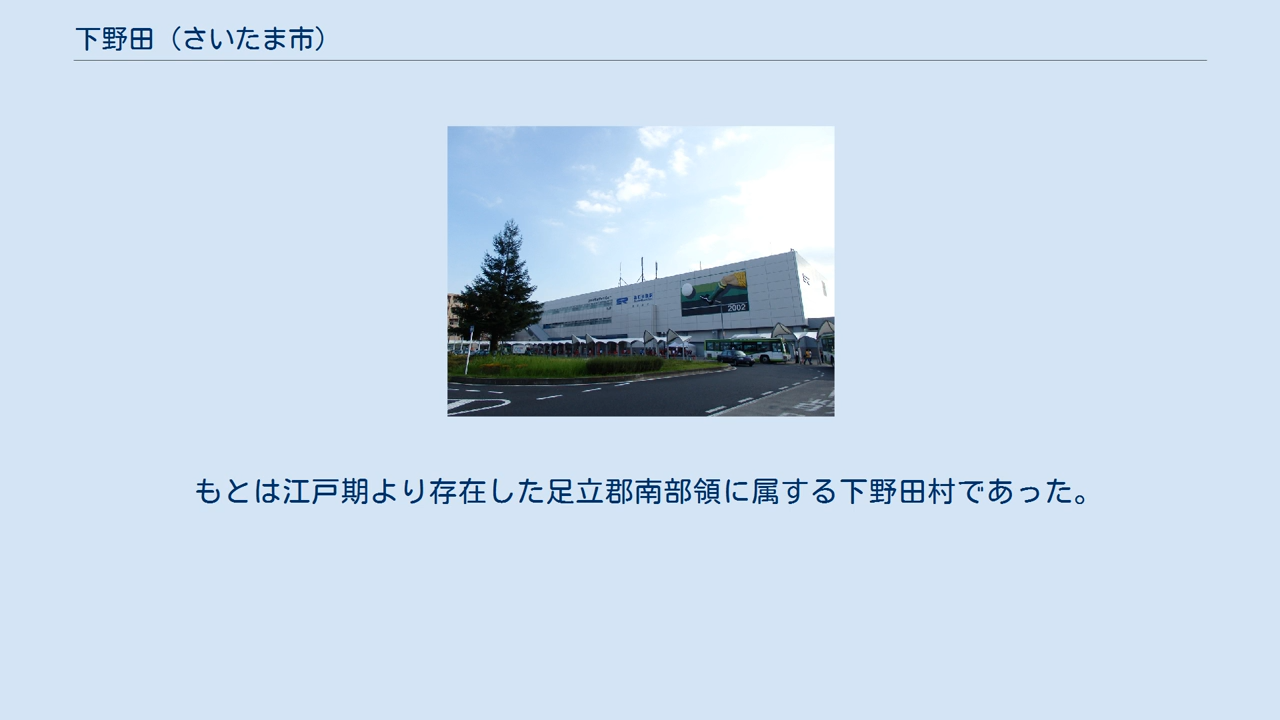 下野田（さいたま市）
SR
2002
もとは江戸期より存在した足立郡南部領に属する下野田村であった。